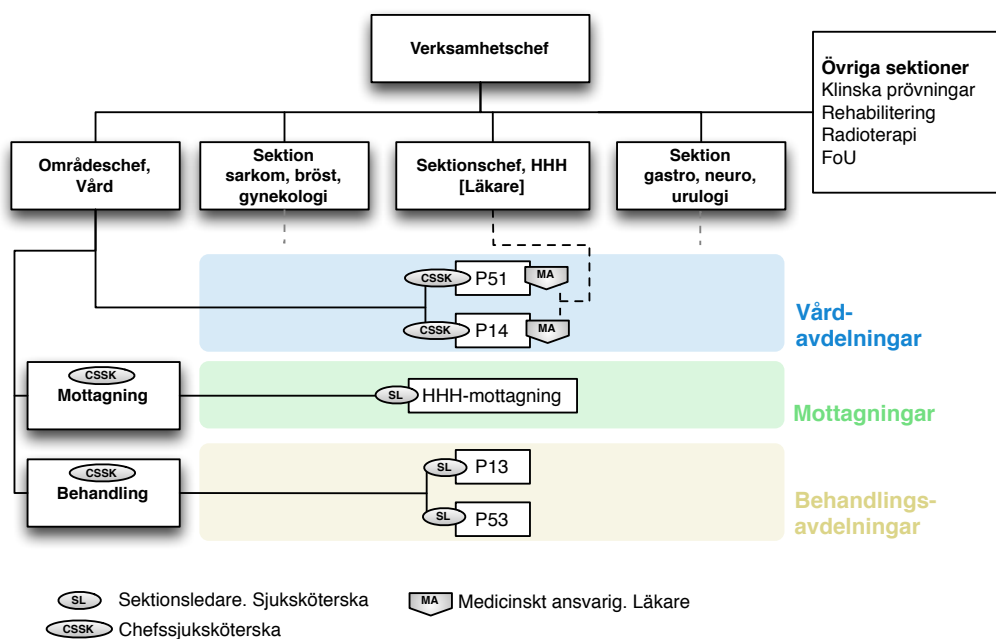 Verksamhetschef
Övriga sektioner
Klinska prövningar
Rehabilitering
Radioterapi
FoU
Områdeschef,
Vård
Sektion
sarkom, bröst,
gynekologi
Sektionschef, HHH
[Läkare]
Sektion
gastro, neuro,
urulogi
CSSK
P51
MA
CSSK
P14
MA
Vård-
avdelningar
CSSK
Mottagning
SL
HHH-mottagning
Mottagningar
CSSK
Behandling
SL
P13
SL
P53
Behandlings-
avdelningar
SL Sektionsledare. Sjuksköterska
MA Medicinskt ansvarig. Läkare
CSSK Chefssjuksköterska